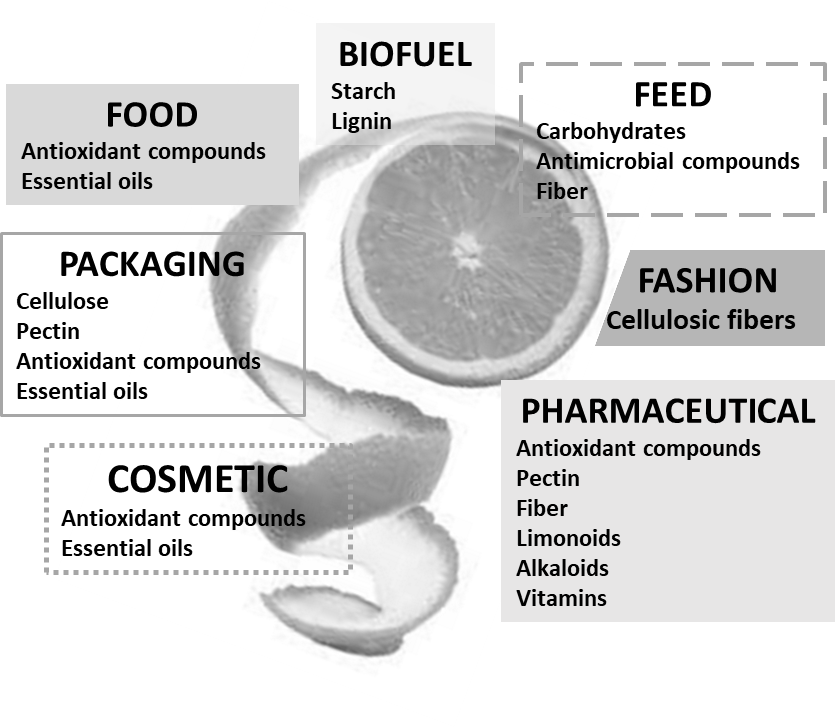 BIOFUEL
Starch
Lignin
FOOD
Antioxidant compounds
Essential oils
FEED
Carbohydrates
Antimicrobial compounds
Fiber
PACKAGING
Cellulose
Pectin
Antioxidant compounds
Essential oils
FASHION
Cellulosic fibers
PHARMACEUTICAL
Antioxidant compounds
Pectin
Fiber
Limonoids
Alkaloids
Vitamins
COSMETIC
Antioxidant compounds
Essential oils